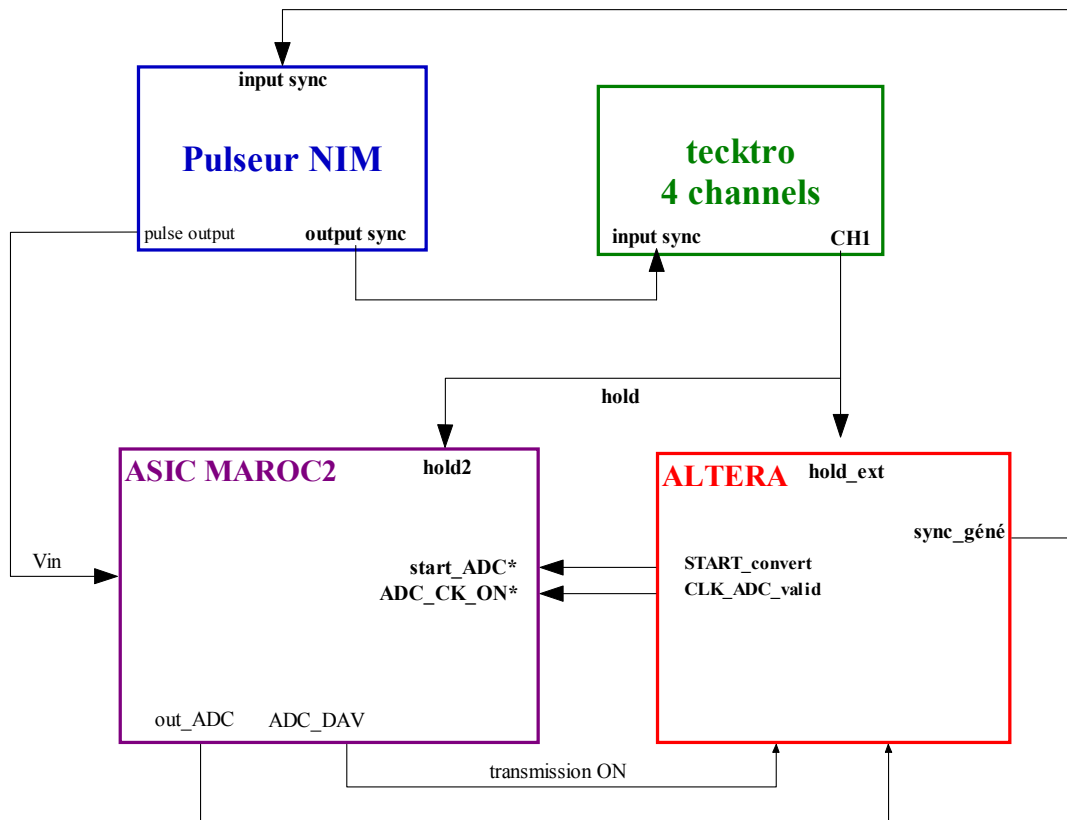 input sync
Pulseur NIM
pulse output
output sync
tecktro
4 channels
input sync
CH1
hold
ASIC MAROC2
hold2
Vin
start_ADC*
ADC_CK_ON*
out_ADC
ADC_DAV
ALTERA
hold_ext
sync_géné
START_convert
CLK_ADC_valid
transmission ON